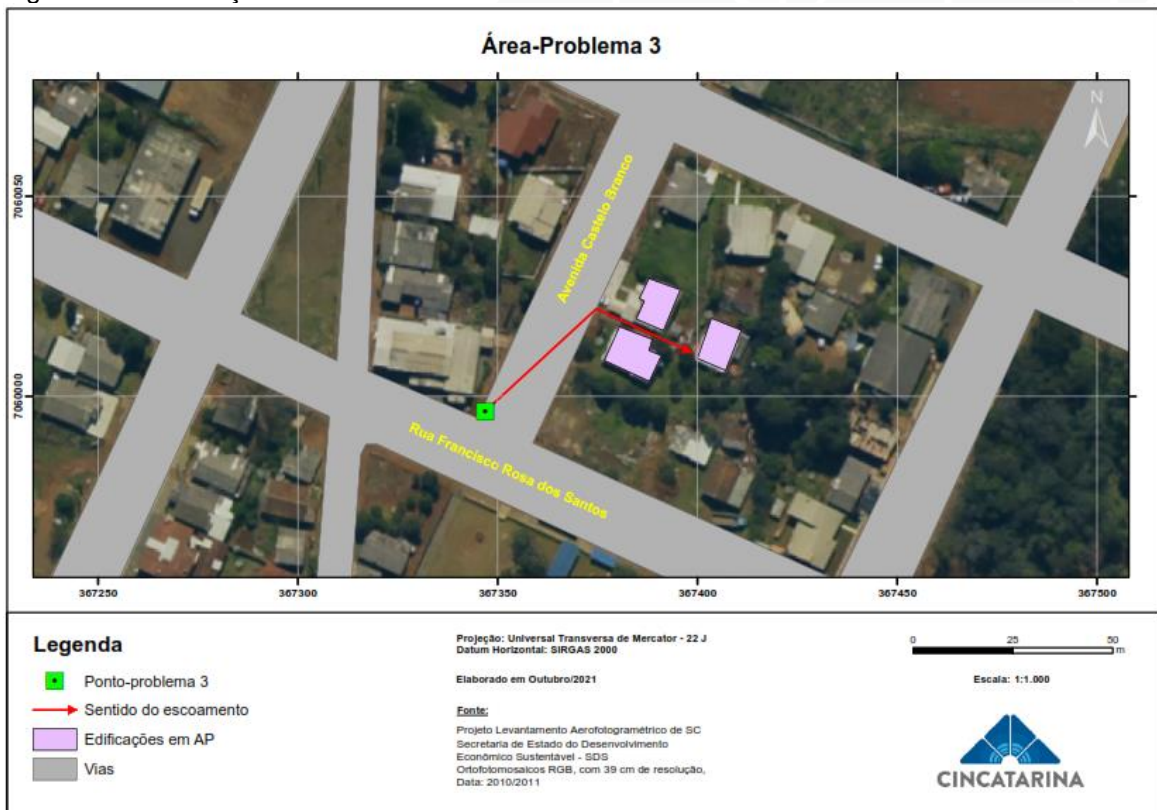 Área-Problema 3
N
7060050
7060000
Avenida Castelo Branco
Rua Francisco Rosa dos Santos
367250
367300
367350
367400
367450
367500
Legenda
Ponto-problema 3
Sentido do escoamento
Edificações em AP
Vias
Projeção: Universal Transversa de Mercator - 22 J
Datum Horizontal: SIRGAS 2000
Elaborado em Outubro/2021
Fonte:
Projeto Levantamento Aerofotogramétrico de SC
Secretaria de Estado do Desenvolvimento
Econômico Sustentável - SDS
Ortofotomosaicos RGB, com 39 cm de resolução,
Data: 2010/2011
0 25 50
m
Escala: 1:1.000
CINCATARINA